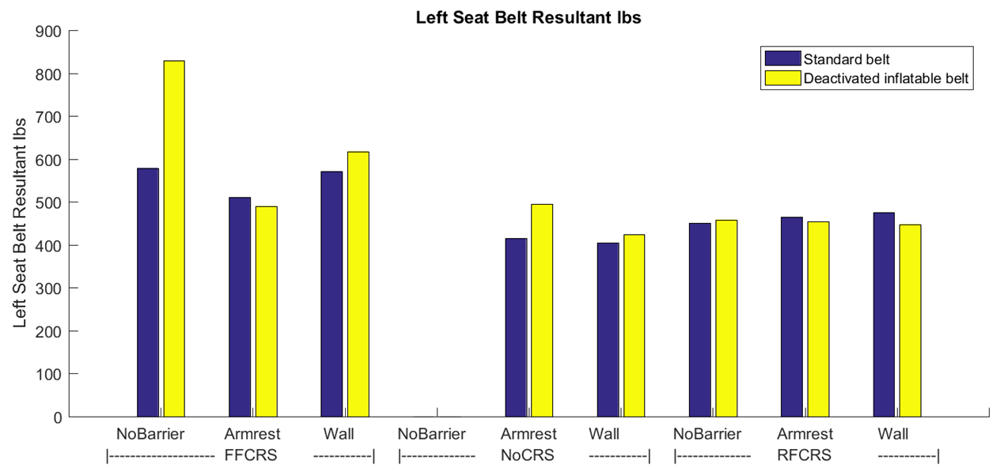 Left Seat Belt Resultant lbs
Standard belt
Deactivated inflatable belt
Left Seat Belt Resultant lbs
900
800
700
600
500
400
300
200
100
0
NoBarrier Armrest Wall NoBarrier Armrest Wall NoBarrier Armrest Wall
|-------------------- FFCRS -----------| |-------------- NoCRS -----------| |-------------- RFCRS -----------|